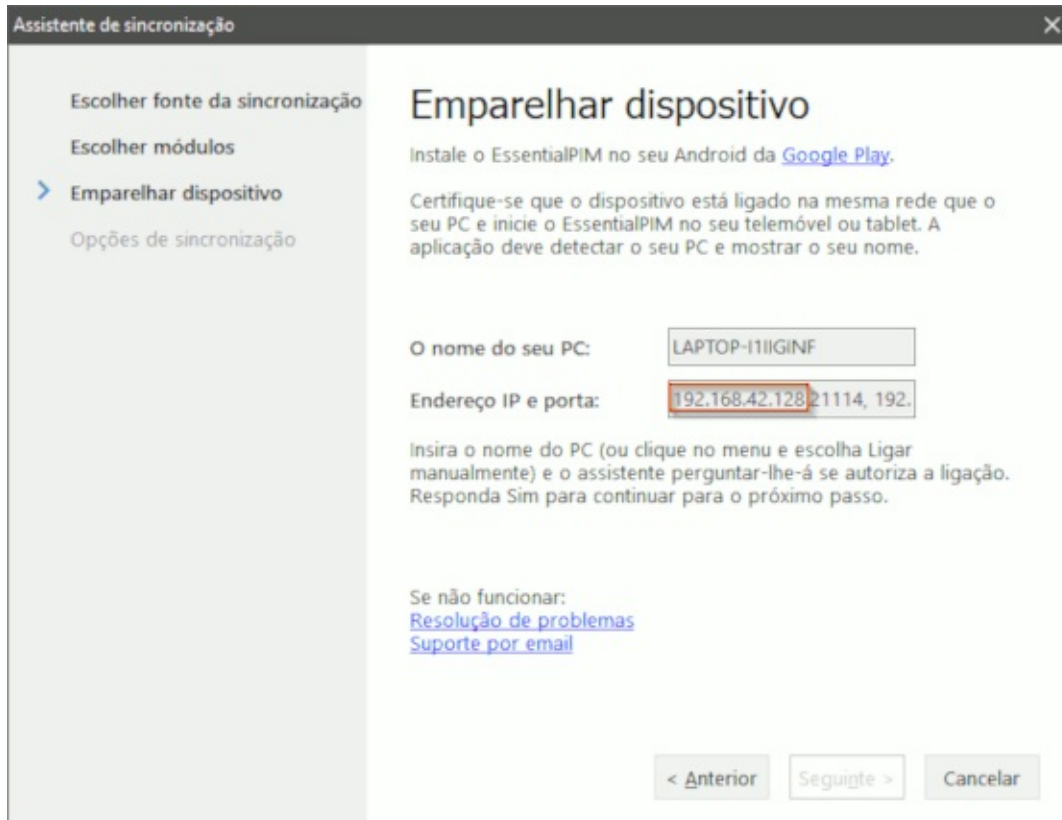 Assistente de sincronização
Escolher fonte da sincronização
Escolher módulos
Emparelhar dispositivo
Opções de sincronização
Emparelhar dispositivo
Instale o EssentialPIM no seu Android da Google Play.
Certifique-se que o dispositivo está ligado na mesma rede que o
seu PC e inicie o EssentialPIM no seu telemóvel ou tablet. A
aplicação deve detectar o seu PC e mostrar o seu nome.
O nome do seu PC: LAPTOP-I1IIGINF
Endereço IP e porta: 192.168.42.128 21114, 192.
Insira o nome do PC (ou clique no menu e escolha Ligar
manualmente) e o assistente perguntar-lhe-á se autoriza a ligação.
Responda Sim para continuar para o próximo passo.
Se não funcionar:
Resolução de problemas
Suporte por email
< Anterior Seguinte > Cancelar